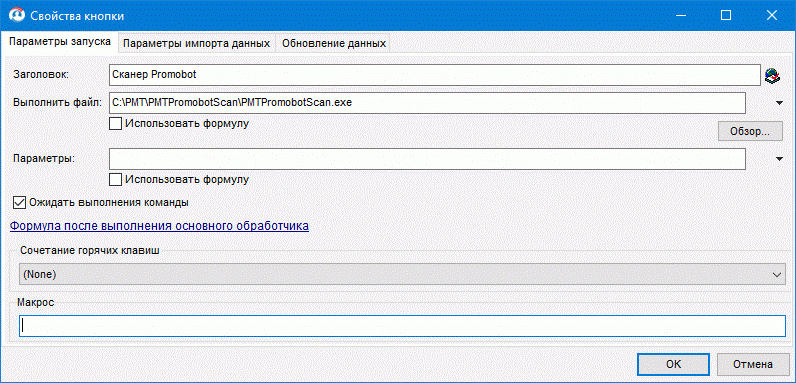 Свойства кнопки
Параметры запуска Параметры импорта данных Обновление данных
Заголовок: Сканер Promobot
Выполнить файл: C:\PMT\PMTPromobotScan\PMTPromobotScan.exe
Использовать формулу
Обзор...
Параметры:
Использовать формулу
Ожидать выполнения команды
Формула после выполнения основного обработчика
Сочетание горячих клавиш
(None)
Макрос
OK Отмена